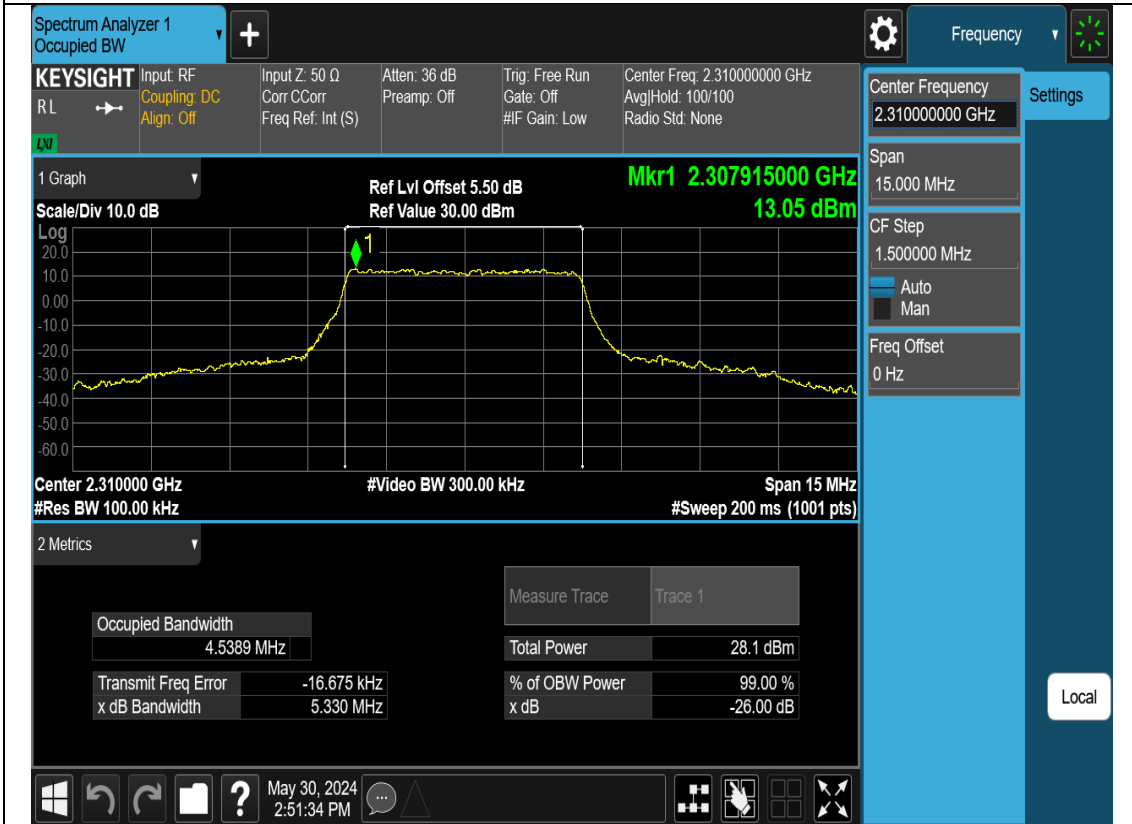 Spectrum Analyzer 1
Occupied BW
Frequency
KEYSIGHT
RL
LXI
Input: RF
Coupling: DC
Align: Off
Input Z: 50 Ω
Corr CCorr
Freq Ref: Int (S)
Atten: 36 dB
Preamp: Off
Trig: Free Run
Gate: Off
#IF Gain: Low
Center Freq: 2.310000000 GHz
Avg|Hold: 100/100
Radio Std: None
Center Frequency
2.310000000 GHz
Settings
Span
15.000 MHz
CF Step
1.500000 MHz
Auto
Man
Freq Offset
0 Hz
Local
1 Graph
Scale/Div 10.0 dB
Ref Lvl Offset 5.50 dB
Ref Value 30.00 dBm
Mkr1 2.307915000 GHz
13.05 dBm
Log
1
20.0
10.0
0.00
-10.0
-20.0
-30.0
-40.0
-50.0
-60.0
Center 2.310000 GHz
#Video BW 300.00 kHz
Span 15 MHz
#Res BW 100.00 kHz
#Sweep 200 ms (1001 pts)
2 Metrics
Measure Trace Trace 1
Occupied Bandwidth
4.5389 MHz
Total Power 28.1 dBm
Transmit Freq Error -16.675 kHz
% of OBW Power 99.00 %
x dB Bandwidth 5.330 MHz
x dB -26.00 dB
May 30, 2024
2:51:34 PM